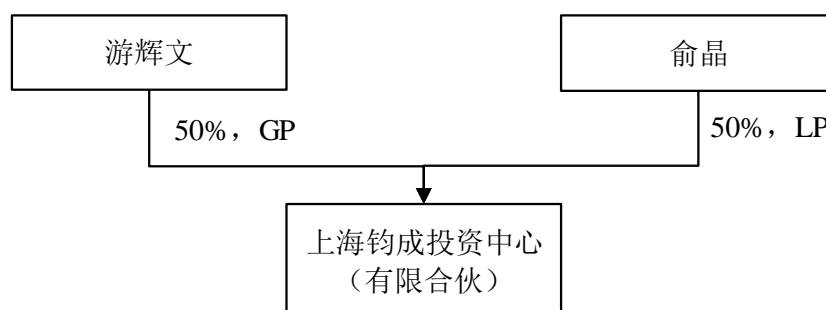 游辉文
俞晶
50%，GP
50%，LP
上海钧成投资中心
（有限合伙）